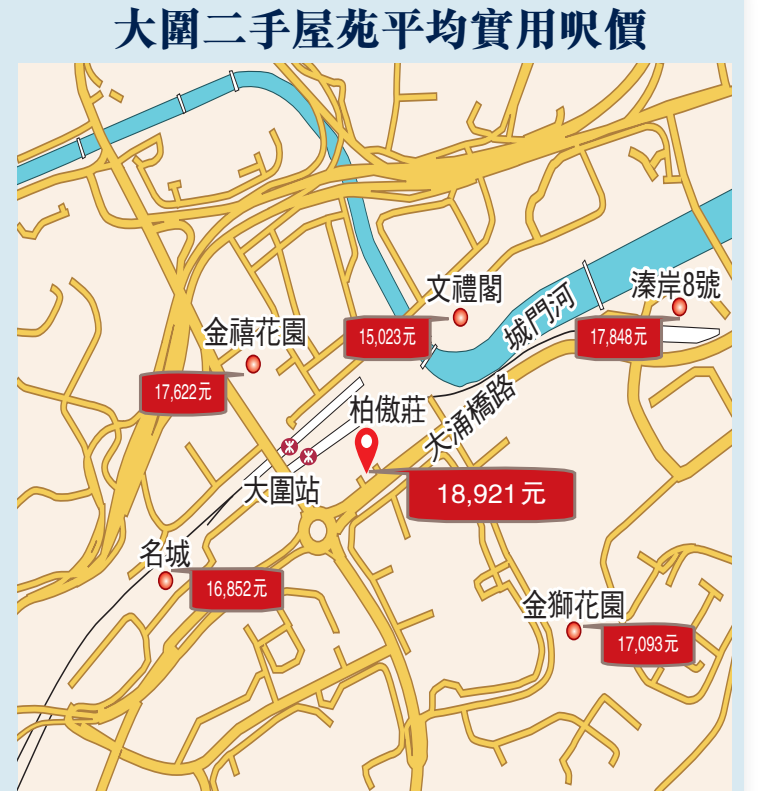 大圍二手屋苑平均實用呎價
文禮閣
15,023元
城門河
溱岸8號
17,848元
金禧花園
17,622元
柏傲莊
18,921元
大涌橋路
大圍站
名城
16,852元
金獅花園
17,093元